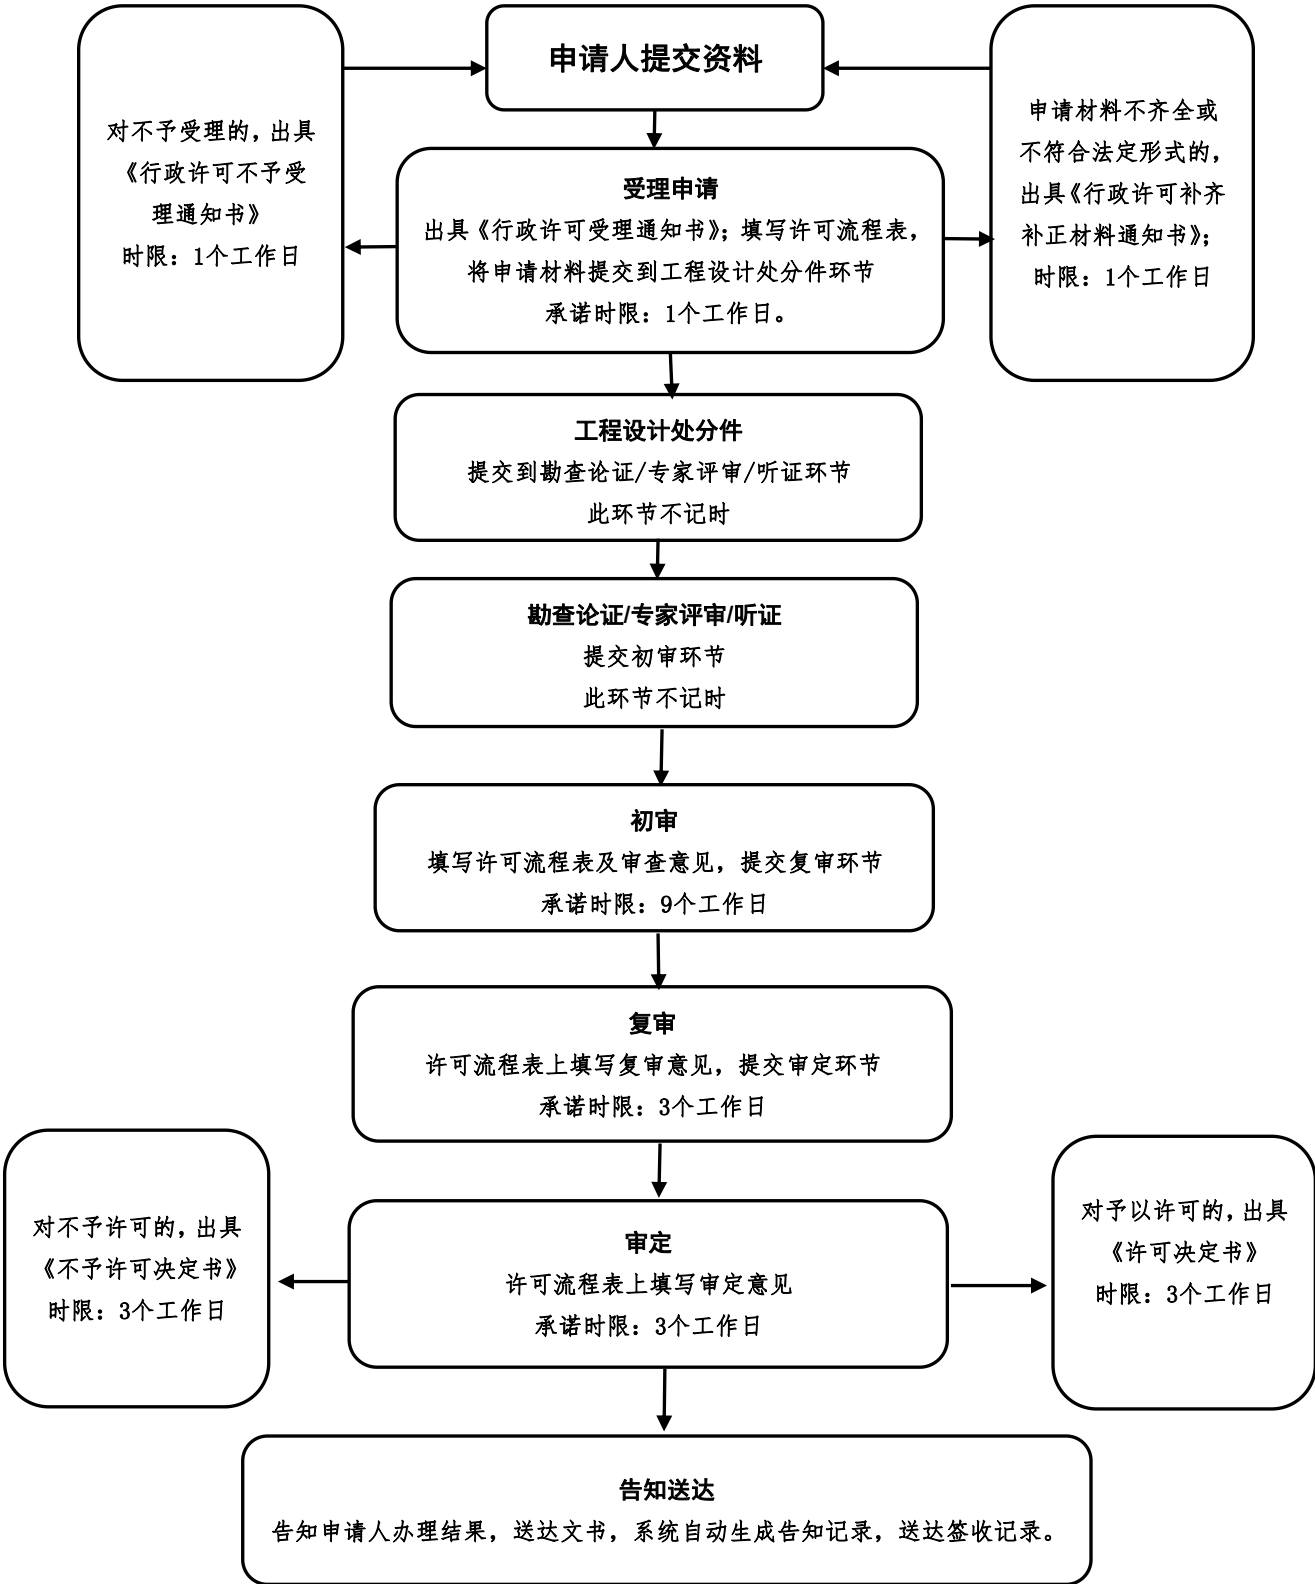 申请人提交资料
对不予受理的，出具
《行政许可不予受
理通知书》
时限：1个工作日
申请材料不齐全或
不符合法定形式的，
出具《行政许可补齐
补正材料通知书》；
时限：1个工作日
受理申请
出具《行政许可受理通知书》；填写许可流程表，
将申请材料提交到工程设计处分件环节
承诺时限：1个工作日。
工程设计处分件
提交到勘查论证/专家评审/听证环节
此环节不记时
勘查论证/专家评审/听证
提交初审环节
此环节不记时
初审
填写许可流程表及审查意见，提交复审环节
承诺时限：9个工作日
复审
许可流程表上填写复审意见，提交审定环节
承诺时限：3个工作日
对不予许可的，出具
《不予许可决定书》
时限：3个工作日
审定
许可流程表上填写审定意见
承诺时限：3个工作日
对予以许可的，出具
《许可决定书》
时限：3个工作日
告知送达
告知申请人办理结果，送达文书，系统自动生成告知记录，送达签收记录。